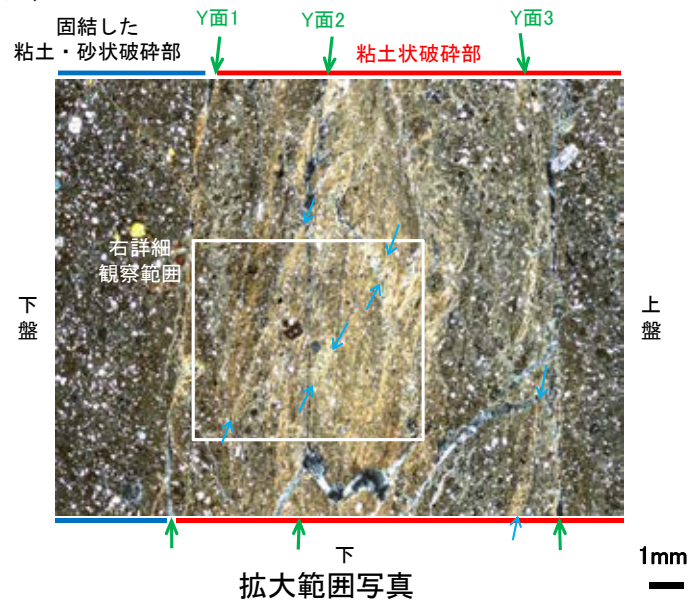 Y面1
Y面2
Y面3
固結した
粘土・砂状破砕部
粘土状破砕部
右詳細
観察範囲
下
盤
上
盤
下
1mm
拡大範囲写真